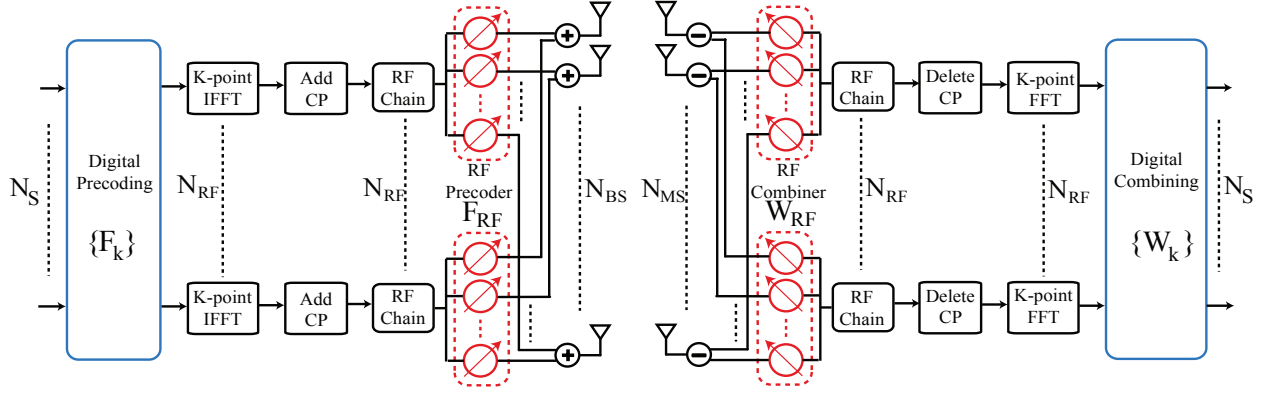 N_S
Digital
Precoding
{F_k}
K-point
IFFT
Add
CP
RF
Chain
N_RF
N_RF
K-point
IFFT
Add
CP
RF
Chain
RF
Precoder
F_RF
+
+
+
N_BS
N_MS
−
−
−
RF
Combiner
W_RF
RF
Chain
Delete
CP
K-point
FFT
N_RF
N_RF
RF
Chain
Delete
CP
K-point
FFT
Digital
Combining
{W_k}
N_S